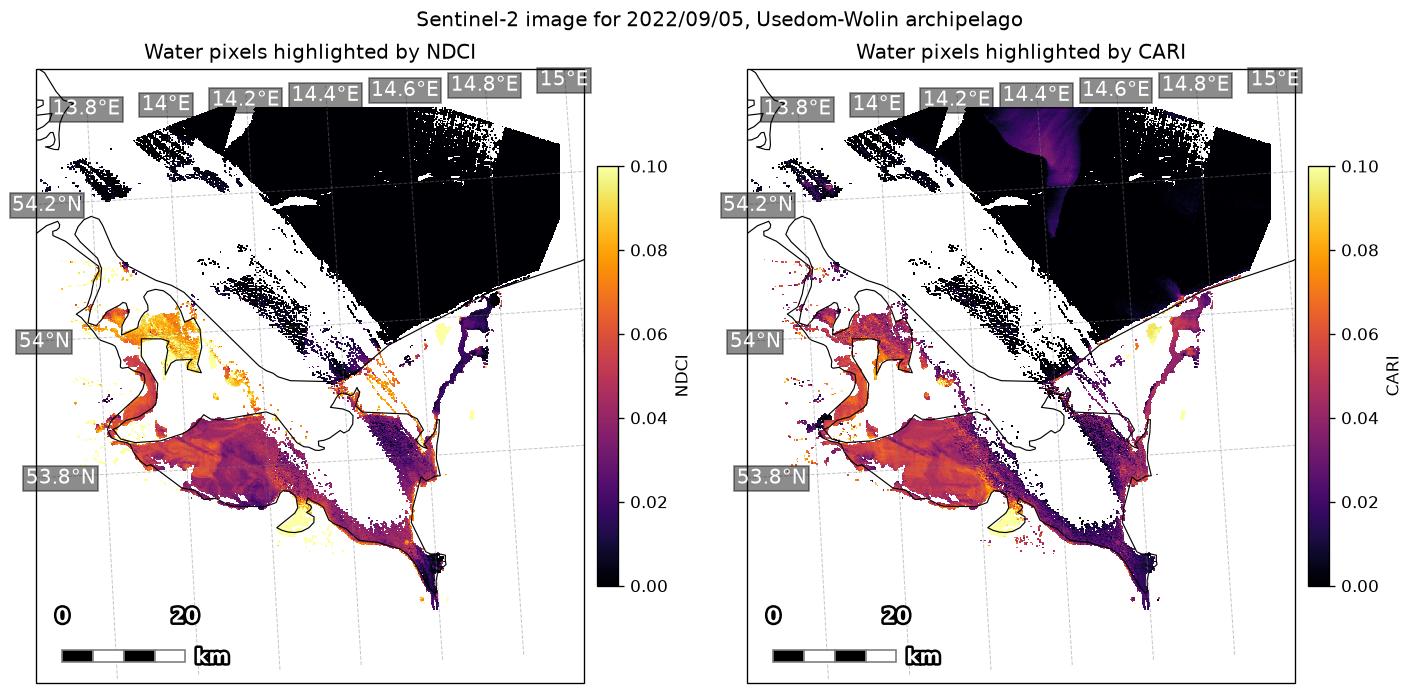 Sentinel-2 image for 2022/09/05, Usedom-Wolin archipelago
Water pixels highlighted by NDCI
13.8°E 14°E 14.2°E 14.4°E 14.6°E 14.8°E 15°E
54.2°N
54°N
53.8°N
0 20
km
0.10
0.08
0.06
0.04
0.02
0.00
NDCI
Water pixels highlighted by CARI
13.8°E 14°E 14.2°E 14.4°E 14.6°E 14.8°E 15°E
54.2°N
54°N
53.8°N
0 20
km
0.10
0.08
0.06
0.04
0.02
0.00
CARI